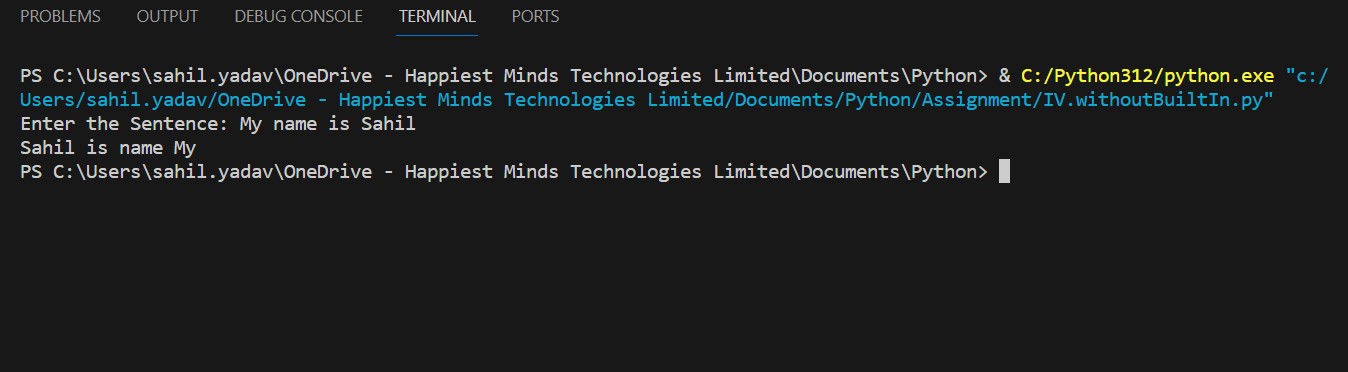 PROBLEMS OUTPUT DEBUG CONSOLE TERMINAL PORTS
PS C:\Users\sahil.yadav\OneDrive - Happiest Minds Technologies Limited\Documents\Python> & C:/Python312/python.exe "c:/
Users/sahil.yadav/OneDrive - Happiest Minds Technologies Limited/Documents/Python/Assignment/IV.withoutBuiltIn.py"
Enter the Sentence: My name is Sahil
Sahil is name My
PS C:\Users\sahil.yadav\OneDrive - Happiest Minds Technologies Limited\Documents\Python>